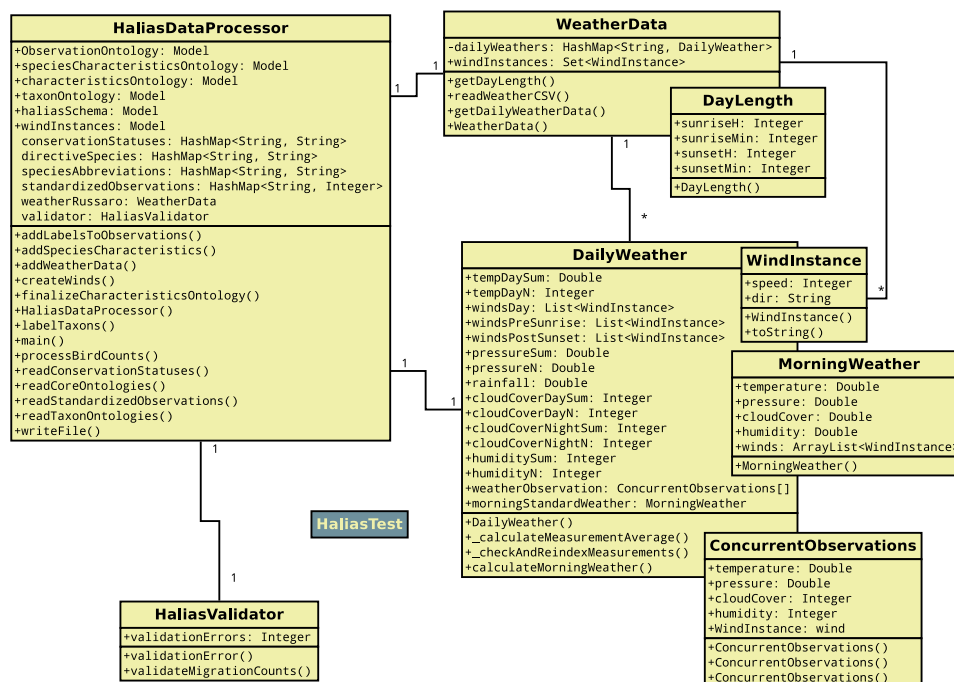 HaliasDataProcessor
+ObservationOntology: Model
+speciesCharacteristicsOntology: Model
+characteristicsOntology: Model
+taxonOntology: Model
+haliasSchema: Model
+windInstances: Model
conservationStatuses: HashMap<String, String>
directiveSpecies: HashMap<String, String>
speciesAbbreviations: HashMap<String, String>
standardizedObservations: HashMap<String, Integer>
weatherRussaro: WeatherData
validator: HaliasValidator
+addLabelsToObservations()
+addSpeciesCharacteristics()
+addWeatherData()
+createWinds()
+finalizeCharacteristicsOntology()
+HaliasDataProcessor()
+labelTaxons()
+main()
+processBirdCounts()
+readConservationStatuses()
+readCoreOntologies()
+readStandardizedObservations()
+readTaxonOntologies()
+writeFile()
1
1
WeatherData
-dailyWeathers: HashMap<String, DailyWeather>
+windInstances: Set<WindInstance>
+getDayLength()
+readWeatherCSV()
+getDailyWeatherData()
+WeatherData()
1
DayLength
+sunriseH: Integer
+sunriseMin: Integer
+sunsetH: Integer
+sunsetMin: Integer
+DayLength()
1
*
DailyWeather
+tempDaySum: Double
+tempDayN: Integer
+windsDay: List<WindInstance>
+windsPreSunrise: List<WindInstance>
+windsPostSunset: List<WindInstance>
+pressureSum: Double
+pressureN: Double
+rainfall: Double
+cloudCoverDaySum: Integer
+cloudCoverDayN: Integer
+cloudCoverNightSum: Integer
+cloudCoverNightN: Integer
+humiditySum: Integer
+humidityN: Integer
+weatherObservation: ConcurrentObservations[]
+morningStandardWeather: MorningWeather
+DailyWeather()
+_calculateMeasurementAverage()
+_checkAndReindexMeasurements()
+calculateMorningWeather()
WindInstance
+speed: Integer
+dir: String
+WindInstance()
+toString()
*
MorningWeather
+temperature: Double
+pressure: Double
+cloudCover: Double
+humidity: Double
+winds: ArrayList<WindInstance>
+MorningWeather()
1
1
ConcurrentObservations
+temperature: Double
+pressure: Double
+cloudCover: Integer
+humidity: Integer
+WindInstance: wind
+ConcurrentObservations()
+ConcurrentObservations()
+ConcurrentObservations()
1
HaliasTest
1
HaliasValidator
+validationErrors: Integer
+validationError()
+validateMigrationCounts()